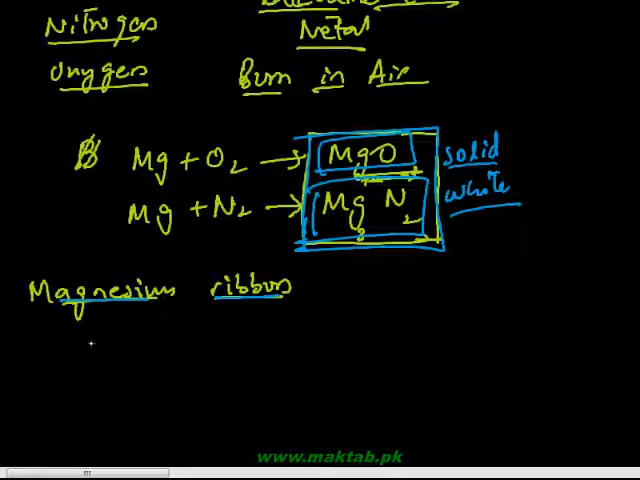 Nitrogen
Metal
Oxygen
Burn in Air
Mg + O2 → MgO
solid
white
Mg + N2 → Mg3N2
Magnesium ribbon
www.maktab.pk